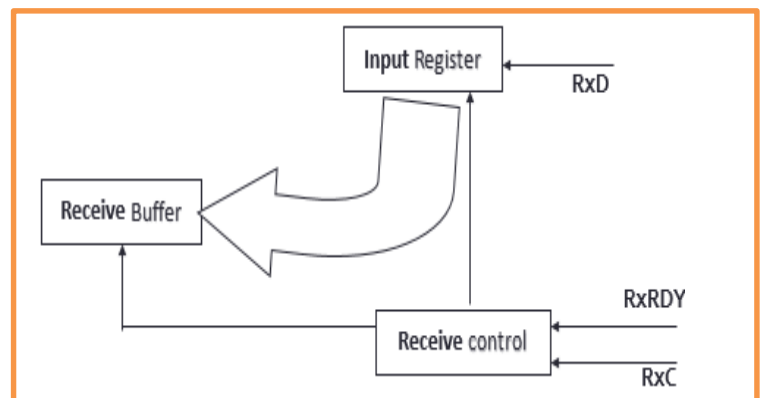 Input Register
RxD
Receive Buffer
RxRDY
Receive control
RxC